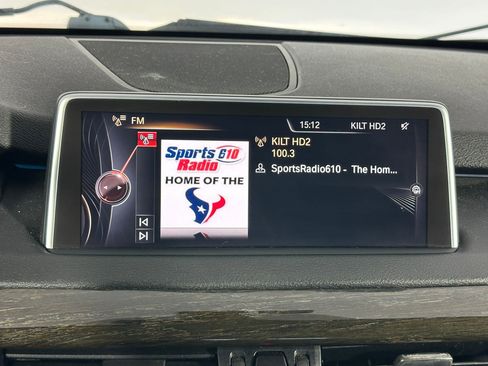 FM
15:12
KILT HD2
Sports 610
Radio
HOME OF THE
KILT HD2
100.3
SportsRadio610 - The Hom...